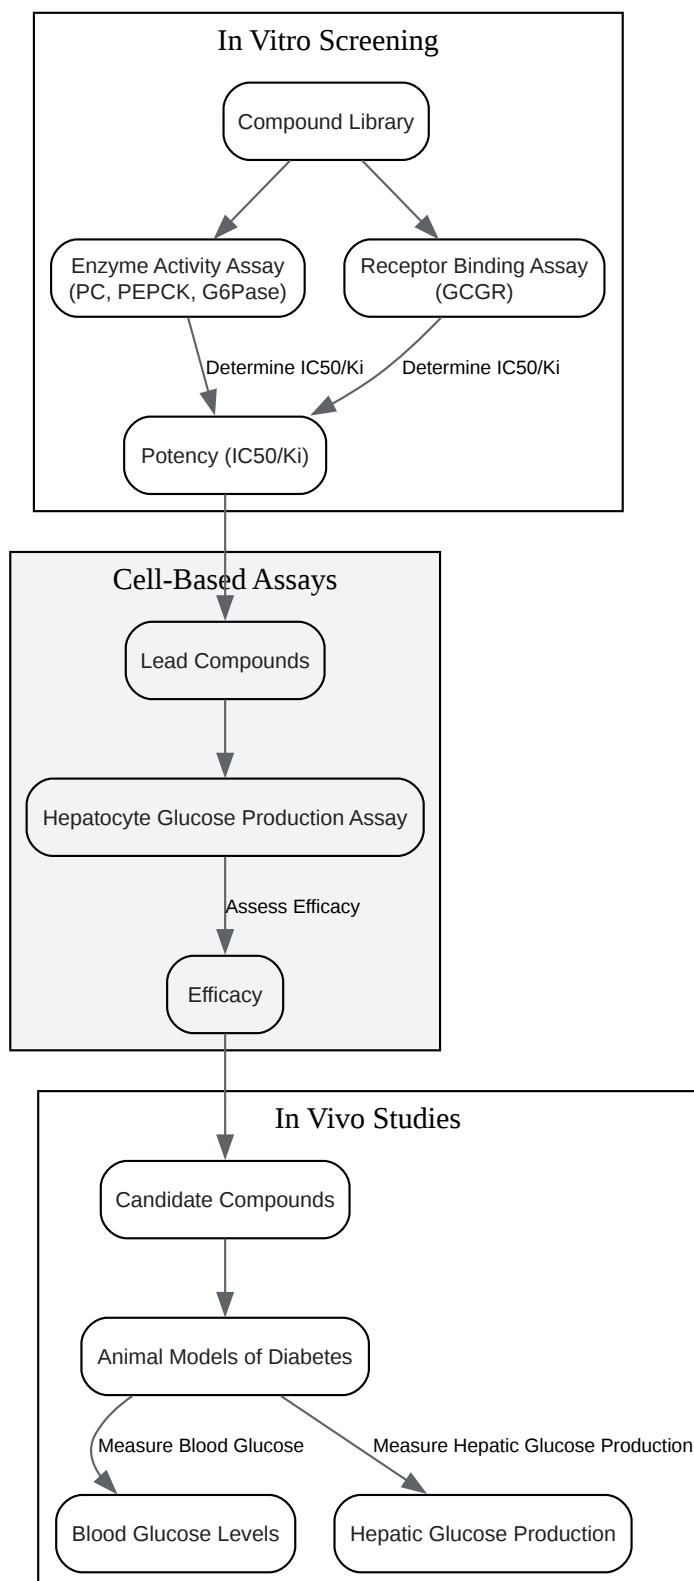 In Vitro Screening
Compound Library
Enzyme Activity Assay
(PC, PEPCK, G6Pase)
Receptor Binding Assay
(GCGR)
Determine IC50/Ki
Determine IC50/Ki
Potency (IC50/Ki)
Cell-Based Assays
Lead Compounds
Hepatocyte Glucose Production Assay
Assess Efficacy
Efficacy
In Vivo Studies
Candidate Compounds
Animal Models of Diabetes
Measure Blood Glucose
Measure Hepatic Glucose Production
Blood Glucose Levels
Hepatic Glucose Production